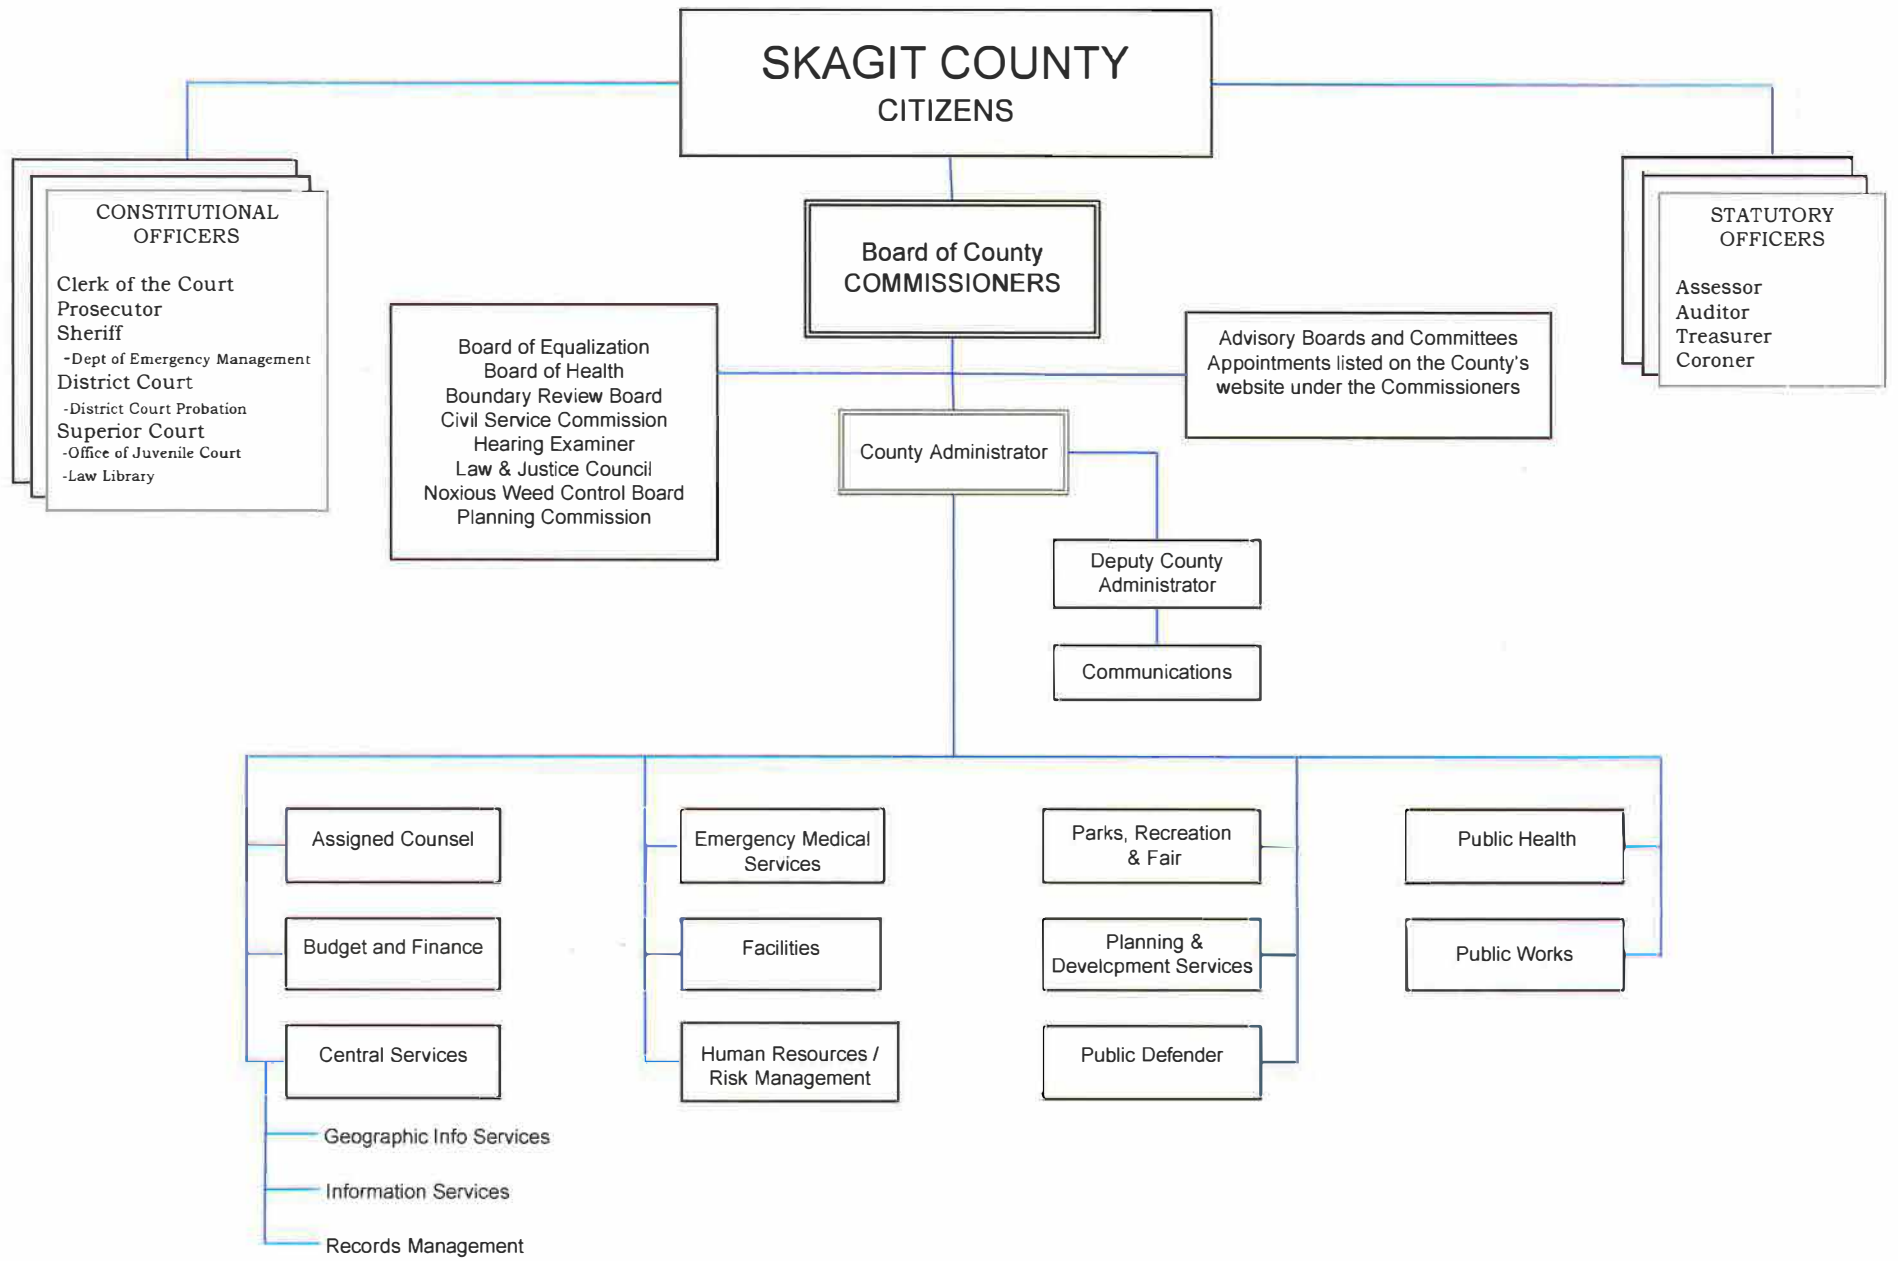 SKAGIT COUNTY
CITIZENS
CONSTITUTIONAL
OFFICERS
Clerk of the Court
Prosecutor
Sheriff
-Dept of Emergency Management
District Court
-District Court Probation
Superior Court
-Office of Juvenile Court
-Law Library
Board of County
COMMISSIONERS
STATUTORY
OFFICERS
Assessor
Auditor
Treasurer
Coroner
Board of Equalization
Board of Health
Boundary Review Board
Civil Service Commission
Hearing Examiner
Law & Justice Council
Noxious Weed Control Board
Planning Commission
Advisory Boards and Committees
Appointments listed on the County's
website under the Commissioners
County Administrator
Deputy County
Administrator
Communications
Assigned Counsel
Budget and Finance
Central Services
Geographic Info Services
Information Services
Records Management
Emergency Medical
Services
Facilities
Human Resources /
Risk Management
Parks, Recreation
& Fair
Planning &
Development Services
Public Defender
Public Health
Public Works